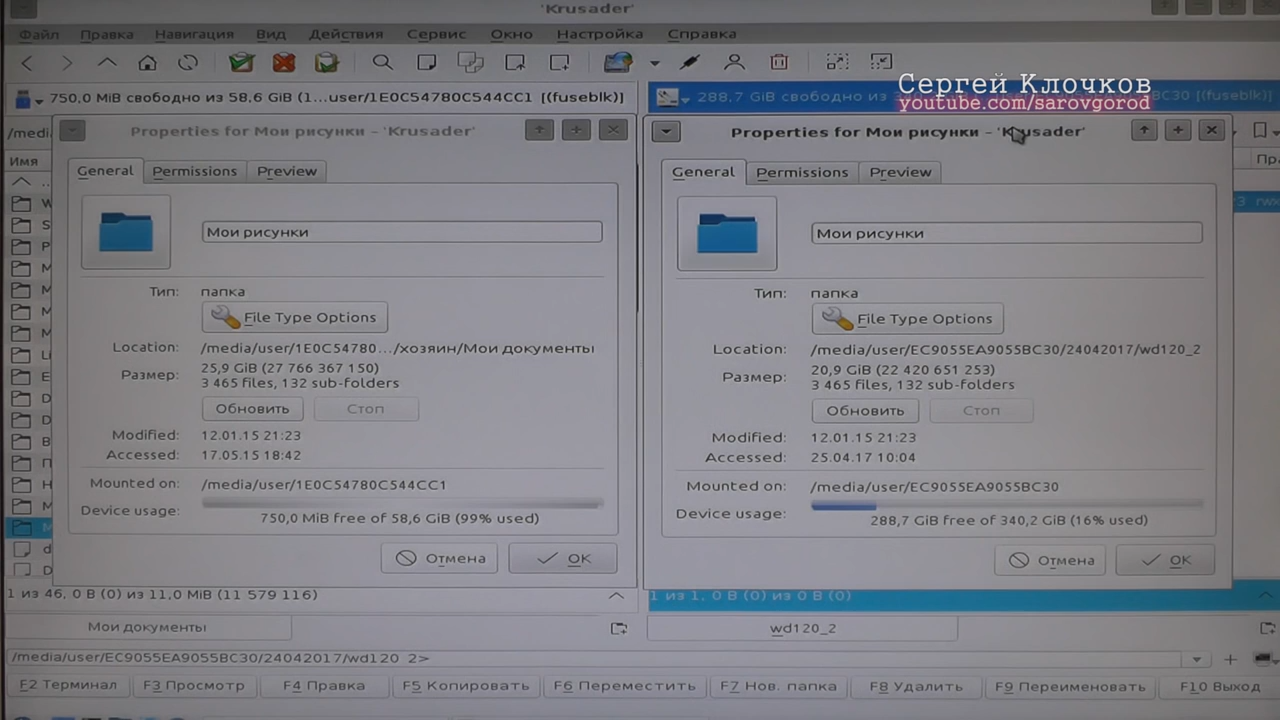 'Krusader'
Файл Правка Навигация Вид Действия Сервис Окно Настройка Справка
Сергей Клочков
youtube.com/sarovgorod
750,0 MiB свободно из 58,6 GiB (1...user/1E0C54780C544CC1 [(fuseblk)]
288,7 GiB свободно из BC30 [(fuseblk)]
/medi
Имя
Properties for Мои рисунки – 'Krusader'
General Permissions Preview
Мои рисунки
Тип: папка
File Type Options
Location: /media/user/1E0C54780.../хозяин/Мои документы
Размер: 25,9 GiB (27 766 367 150)
3 465 files, 132 sub-folders
Обновить Стоп
Modified: 12.01.15 21:23
Accessed: 17.05.15 18:42
Mounted on: /media/user/1E0C54780C544CC1
Device usage:
750,0 MiB free of 58,6 GiB (99% used)
Отмена OK
Properties for Мои рисунки – 'Krusader'
General Permissions Preview
Мои рисунки
Тип: папка
File Type Options
Location: /media/user/EC9055EA9055BC30/24042017/wd120_2
Размер: 20,9 GiB (22 420 651 253)
3 465 files, 132 sub-folders
Обновить Стоп
Modified: 12.01.15 21:23
Accessed: 25.04.17 10:04
Mounted on: /media/user/EC9055EA9055BC30
Device usage:
288,7 GiB free of 340,2 GiB (16% used)
Отмена OK
1 из 46, 0 B (0) из 11,0 MiB (11 579 116)
1 из 1, 0 B (0) из 0 B (0)
Мои документы
wd120_2
/media/user/EC9055EA9055BC30/24042017/wd120_2>
F2 Терминал F3 Просмотр F4 Правка F5 Копировать F6 Переместить F7 Нов. папка F8 Удалить F9 Переименовать F10 Выход